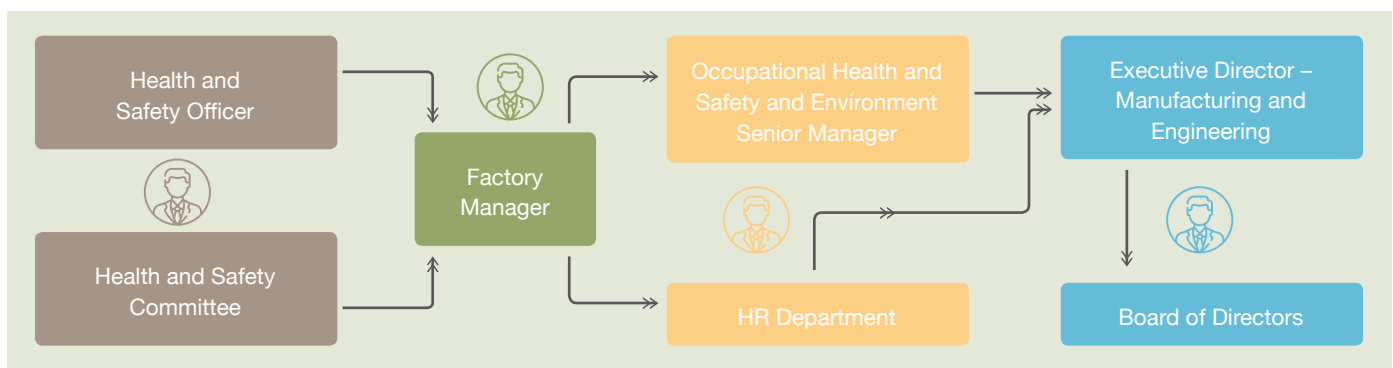 Health and
Safety Officer
Health and Safety
Committee
Factory
Manager
Occupational Health and
Safety and Environment
Senior Manager
HR Department
Executive Director –
Manufacturing and
Engineering
Board of Directors